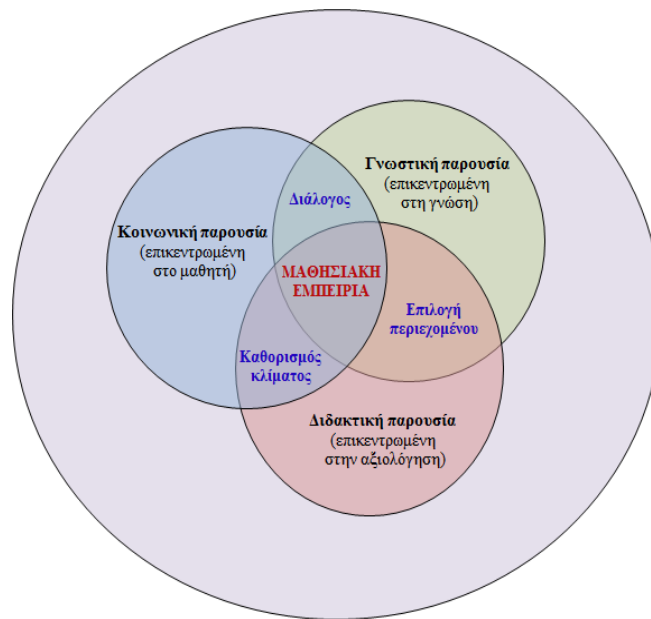 Γνωστική παρουσία
(επικεντρωμένη
στη γνώση)
Διάλογος
Κοινωνική παρουσία
(επικεντρωμένη
στο μαθητή)
ΜΑΘΗΣΙΑΚΗ
ΕΜΠΕΙΡΙΑ
Επιλογή
περιεχομένου
Καθορισμός
κλίματος
Διδακτική παρουσία
(επικεντρωμένη
στην αξιολόγηση)